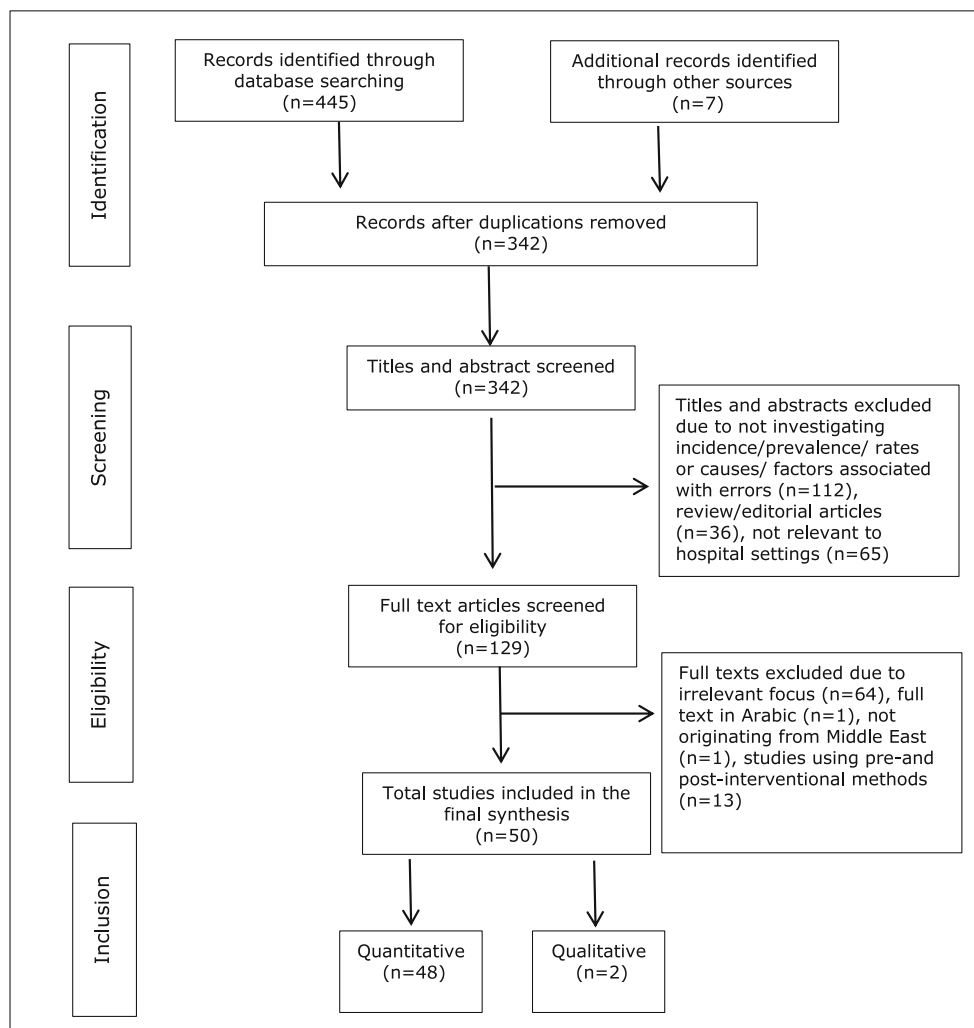 Identification
Records identified through
database searching
(n=445)
Additional records identified
through other sources
(n=7)
Records after duplications removed
(n=342)
Screening
Titles and abstract screened
(n=342)
Titles and abstracts excluded
due to not investigating
incidence/prevalence/ rates
or causes/ factors associated
with errors (n=112),
review/editorial articles
(n=36), not relevant to
hospital settings (n=65)
Eligibility
Full text articles screened
for eligibility
(n=129)
Full texts excluded due to
irrelevant focus (n=64), full
text in Arabic (n=1), not
originating from Middle East
(n=1), studies using pre-and
post-interventional methods
(n=13)
Total studies included in the
final synthesis
(n=50)
Inclusion
Quantitative
(n=48)
Qualitative
(n=2)